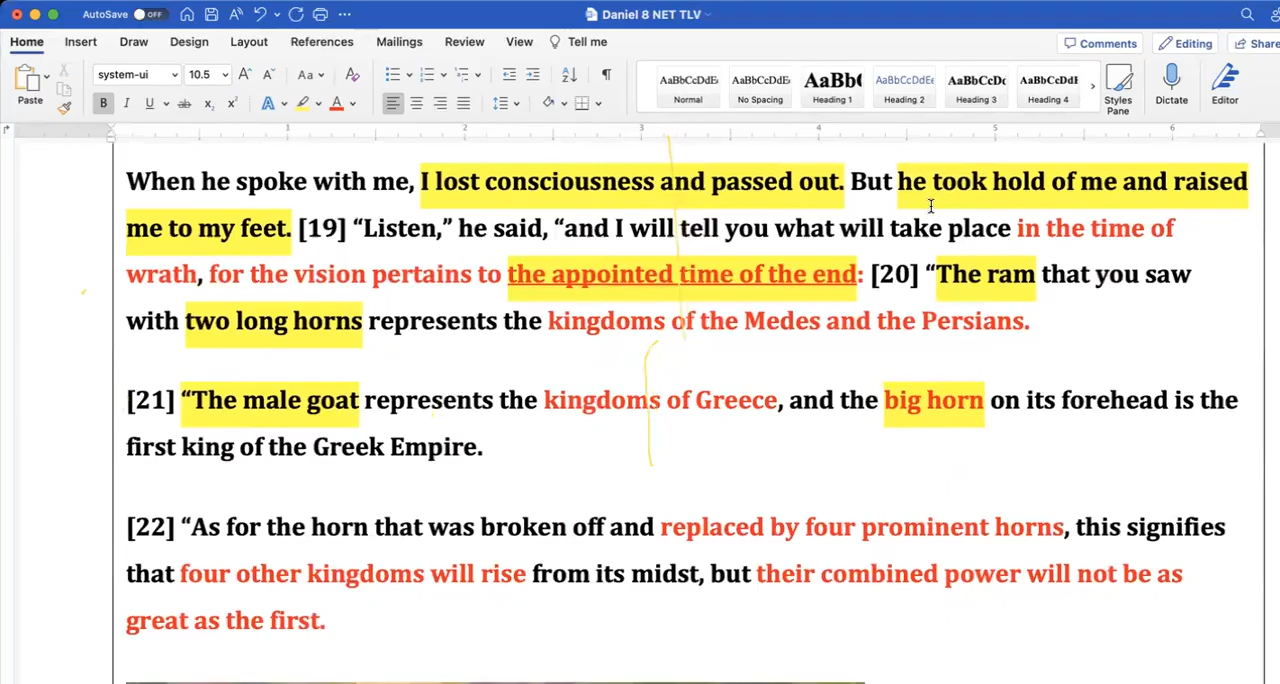 AutoSave OFF Daniel 8 NET TLV
Home Insert Draw Design Layout References Mailings Review View Tell me Comments Editing Share
Paste system-ui 10.5 Aa AaBbCcDdEe Normal AaBbCcDdEe No Spacing AaBb( Heading 1 AaBbCcDdEe Heading 2 AaBbCcDc Heading 3 AaBbCcDdE Heading 4 Styles Pane Dictate Editor
1 2 3 4 5 6
When he spoke with me, I lost consciousness and passed out. But he took hold of me and raised
me to my feet. [19] “Listen,” he said, “and I will tell you what will take place in the time of
wrath, for the vision pertains to the appointed time of the end: [20] “The ram that you saw
with two long horns represents the kingdoms of the Medes and the Persians.
[21] “The male goat represents the kingdoms of Greece, and the big horn on its forehead is the
first king of the Greek Empire.
[22] “As for the horn that was broken off and replaced by four prominent horns, this signifies
that four other kingdoms will rise from its midst, but their combined power will not be as
great as the first.